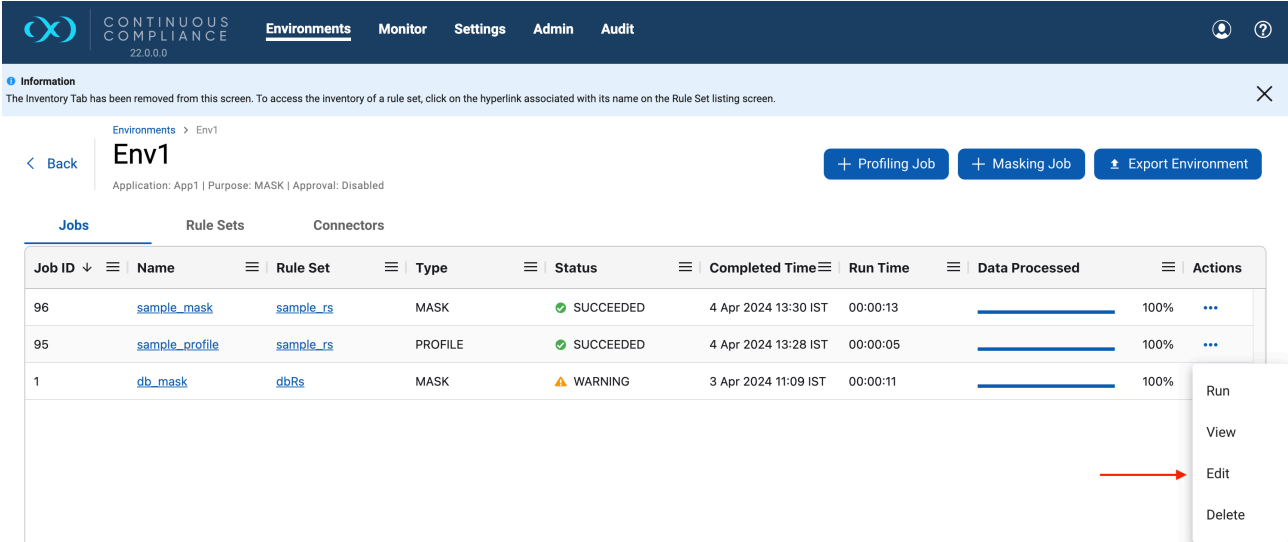 CONTINUOUS
COMPLIANCE
22.0.0.0
Environments Monitor Settings Admin Audit
Information
The Inventory Tab has been removed from this screen. To access the inventory of a rule set, click on the hyperlink associated with its name on the Rule Set listing screen.
Environments > Env1
Back
Env1
Application: App1 | Purpose: MASK | Approval: Disabled
+ Profiling Job + Masking Job Export Environment
Jobs Rule Sets Connectors
Job ID Name Rule Set Type Status Completed Time Run Time Data Processed Actions
96 sample_mask sample_rs MASK SUCCEEDED 4 Apr 2024 13:30 IST 00:00:13 100% ...
95 sample_profile sample_rs PROFILE SUCCEEDED 4 Apr 2024 13:28 IST 00:00:05 100% ...
1 db_mask dbRs MASK WARNING 3 Apr 2024 11:09 IST 00:00:11 100%
Run
View
Edit
Delete